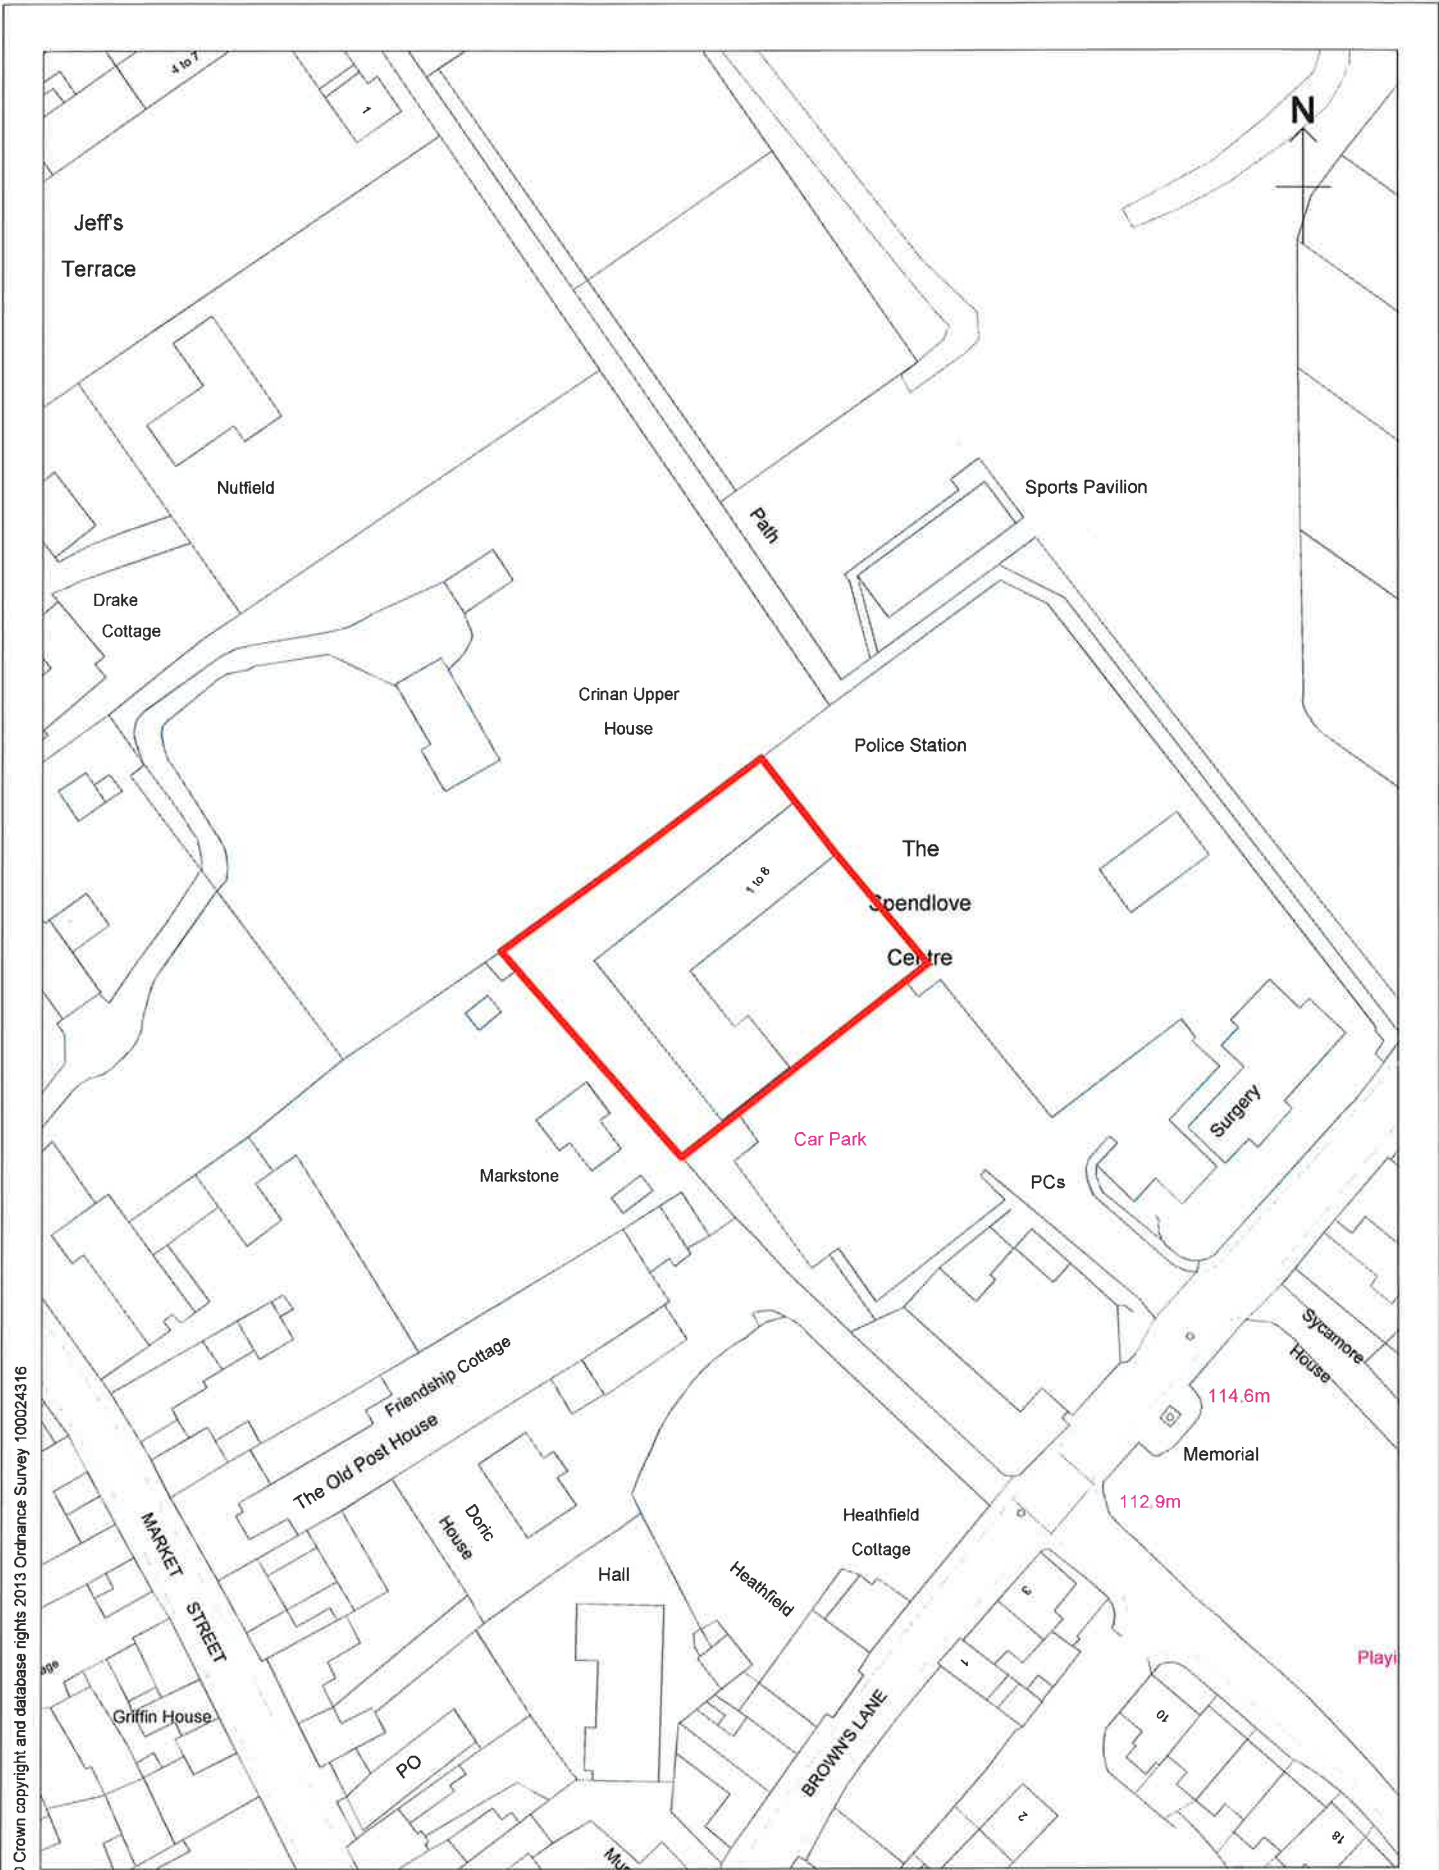 4 to 7
1
N
Jeff's
Terrace
Nutfield
Path
Sports Pavilion
Drake
Cottage
Crinan Upper
House
Police Station
The
Spendlove
Centre
1 to 8
Surgery
Car Park
Markstone
PCs
Sycamore
House
Friendship Cottage
The Old Post House
114.6m
Memorial
112.9m
MARKET
STREET
Doric
House
Heathfield
Cottage
Hall
Heathfield
3
1
BROWN'S LANE
Playi
Griffin House
PO
10
2
18
Crown copyright and database rights 2013 Ordnance Survey 100024316